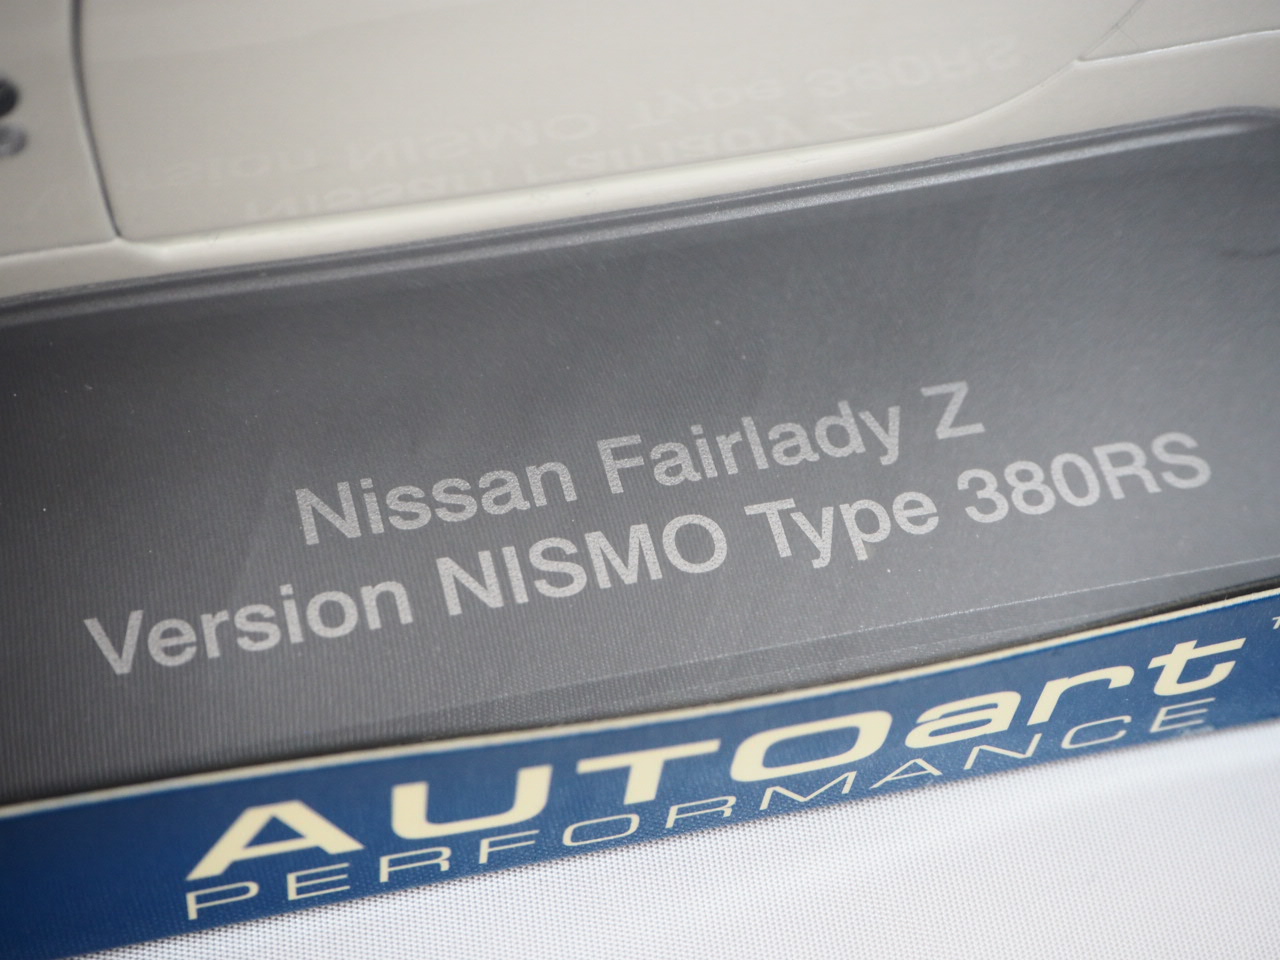 Nissan Fairlady Z
Version NISMO Type 380RS
AUTOart
PERFORMANCE